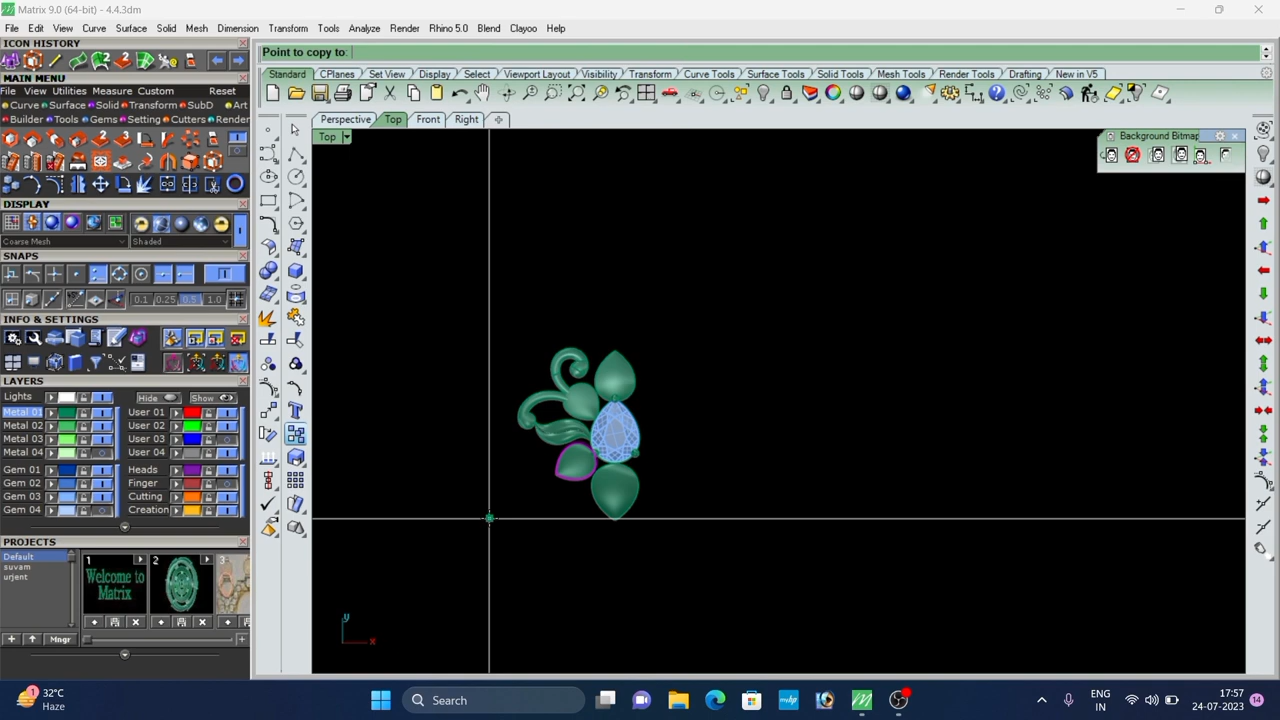 Matrix 9.0 (64-bit) - 4.4.3dm
File Edit View Curve Surface Solid Mesh Dimension Transform Tools Analyze Render Rhino 5.0 Blend Clayoo Help
ICON HISTORY
Point to copy to:
Standard CPlanes Set View Display Select Viewport Layout Visibility Transform Curve Tools Surface Tools Solid Tools Mesh Tools Render Tools Drafting New in V5
MAIN MENU
File View Utilities Measure Custom Reset
Curve Surface Solid Transform SubD Art
Builder Tools Gems Setting Cutters Render
Perspective Top Front Right
Top
Background Bitmap
DISPLAY
Coarse Mesh Shaded
SNAPS
0.1 0.25 0.5 1.0
INFO & SETTINGS
LAYERS
Lights Hide Show
Metal 01 User 01
Metal 02 User 02
Metal 03 User 03
Metal 04 User 04
Gem 01 Heads
Gem 02 Finger
Gem 03 Cutting
Gem 04 Creation
PROJECTS
Default
suvam
urjent
1 2 3
Welcome to
Matrix
Mngr
y
x
1
32°C
Haze
Search
ENG
IN
17:57
24-07-2023
14